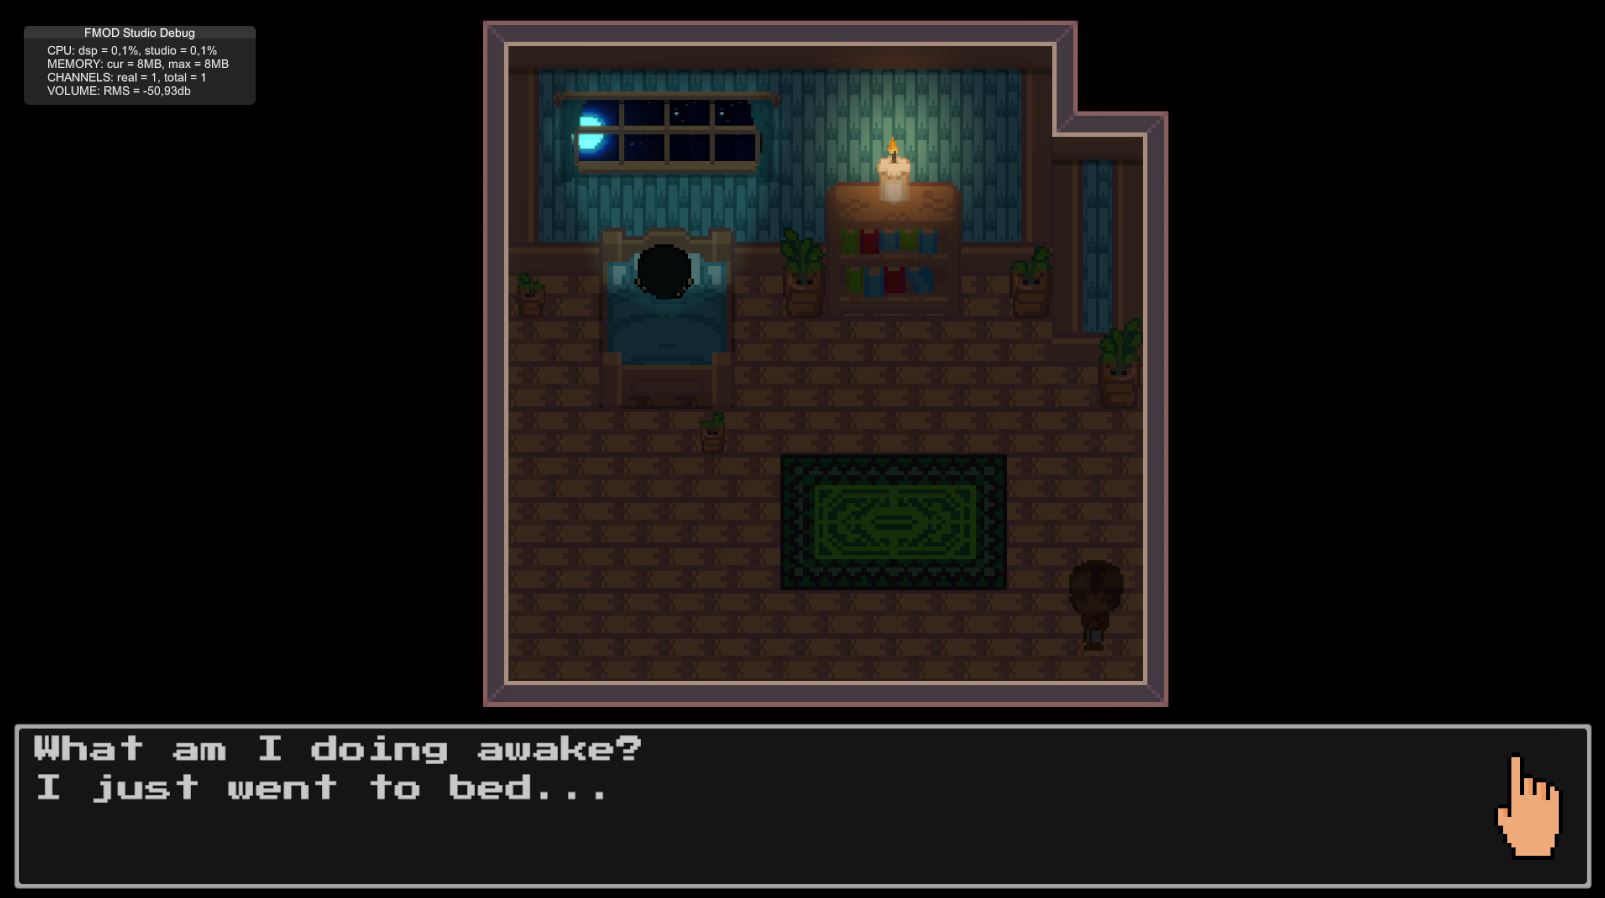 FMOD Studio Debug
CPU: dsp = 0,1%, studio = 0,1%
MEMORY: cur = 8MB, max = 8MB
CHANNELS: real = 1, total = 1
VOLUME: RMS = -50,93db
What am I doing awake?
I just went to bed...